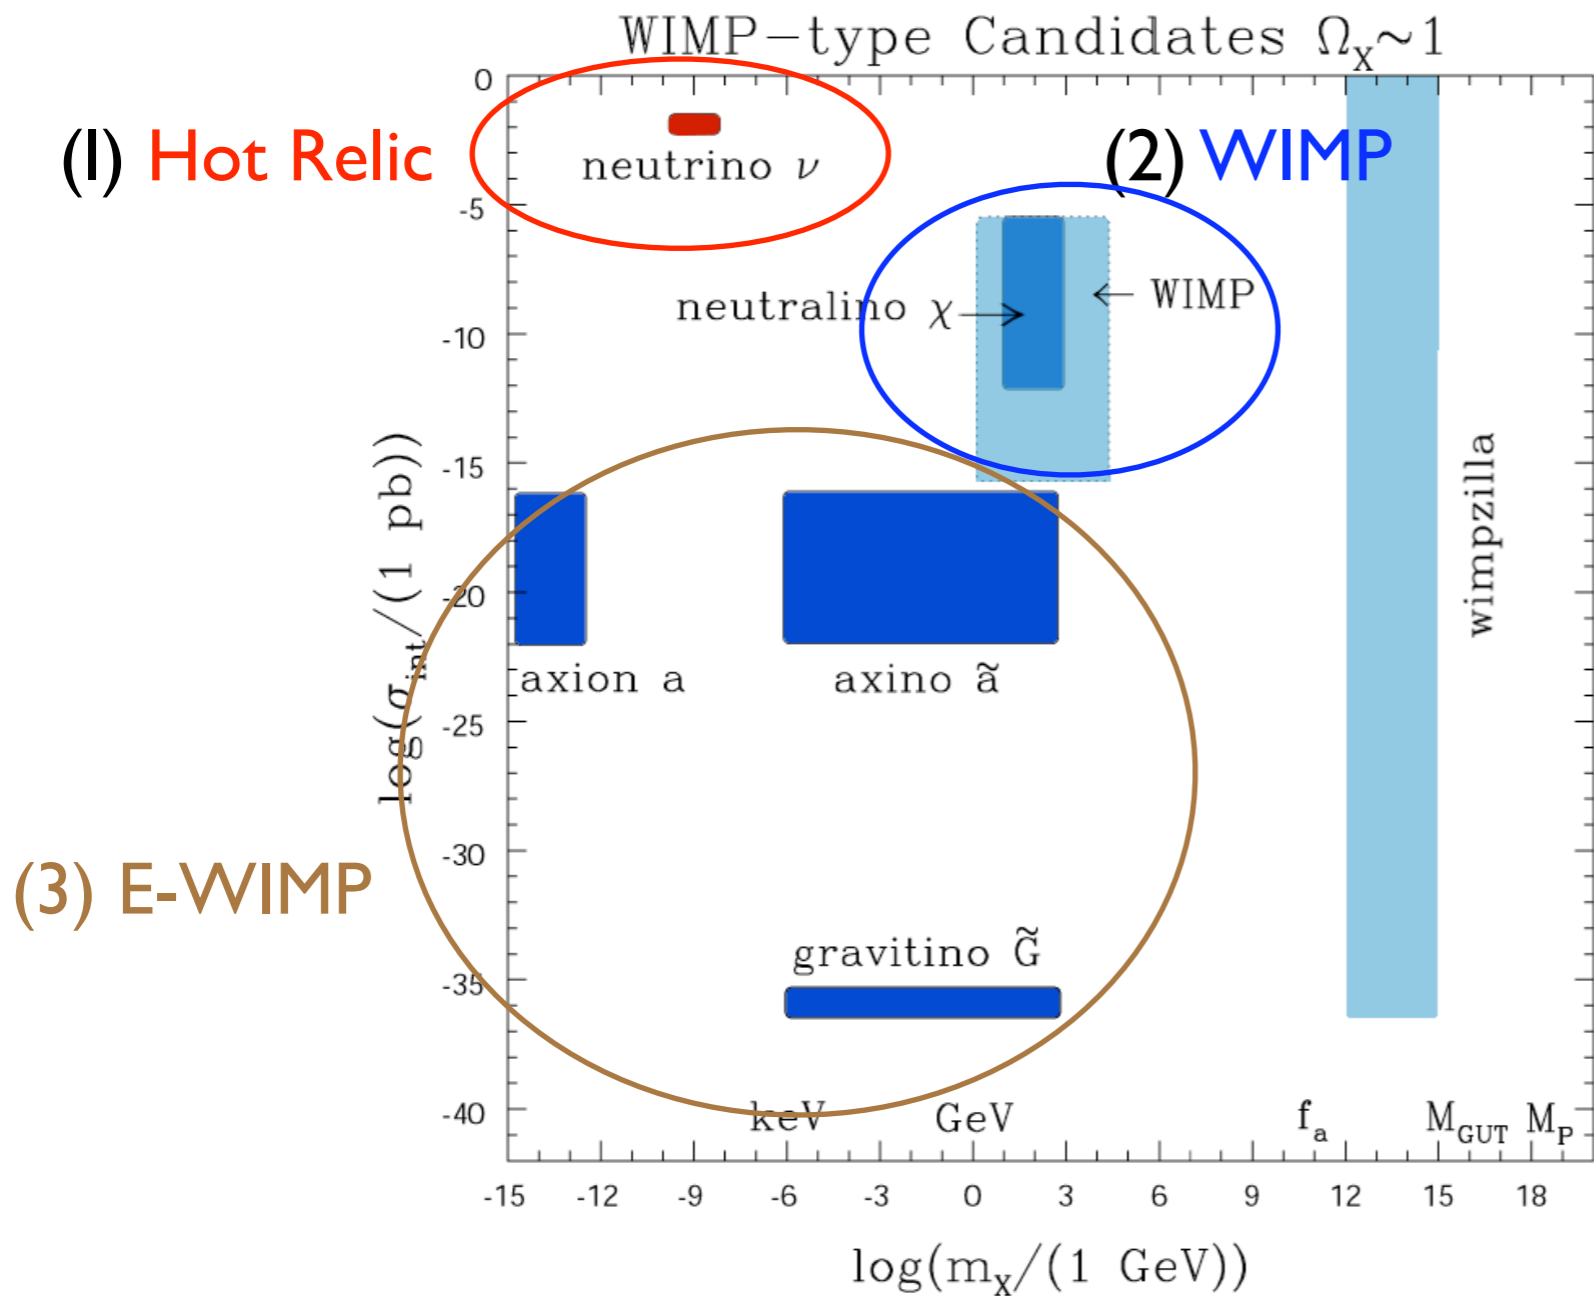 WIMP-type Candidates Ω_X~1
(1) Hot Relic
neutrino ν
(2) WIMP
neutralino χ
WIMP
axion a
axino ã
(3) E-WIMP
gravitino G̃
wimpzilla
keV GeV f_a M_GUT M_P
log(σ_int/(1 pb))
0
-5
-10
-15
-20
-25
-30
-35
-40
-15 -12 -9 -6 -3 0 3 6 9 12 15 18
log(m_X/(1 GeV))